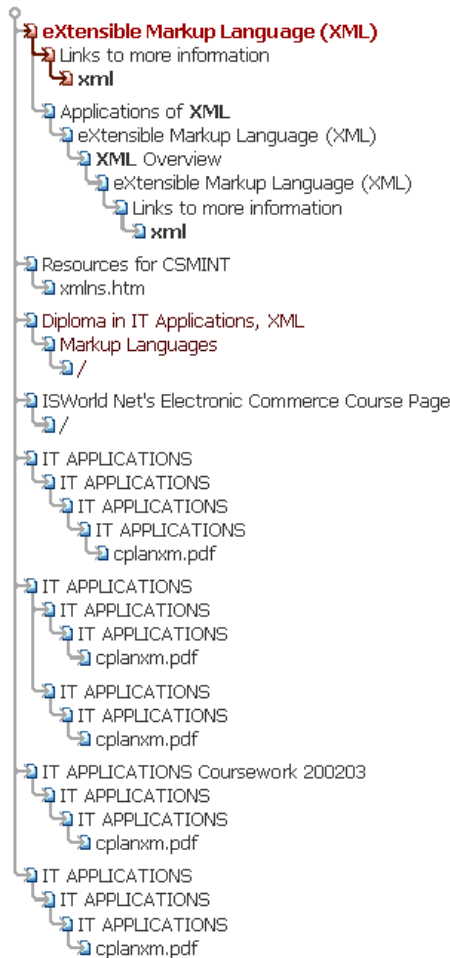 eXtensible Markup Language (XML)
Links to more information
xml
Applications of XML
eXtensible Markup Language (XML)
XML Overview
eXtensible Markup Language (XML)
Links to more information
xml
Resources for CSMINT
xmlns.htm
Diploma in IT Applications, XML
Markup Languages
/
ISWorld Net's Electronic Commerce Course Page
/
IT APPLICATIONS
IT APPLICATIONS
IT APPLICATIONS
IT APPLICATIONS
cplanxm.pdf
IT APPLICATIONS
IT APPLICATIONS
IT APPLICATIONS
cplanxm.pdf
IT APPLICATIONS
IT APPLICATIONS
cplanxm.pdf
IT APPLICATIONS Coursework 200203
IT APPLICATIONS
IT APPLICATIONS
cplanxm.pdf
IT APPLICATIONS
IT APPLICATIONS
IT APPLICATIONS
cplanxm.pdf